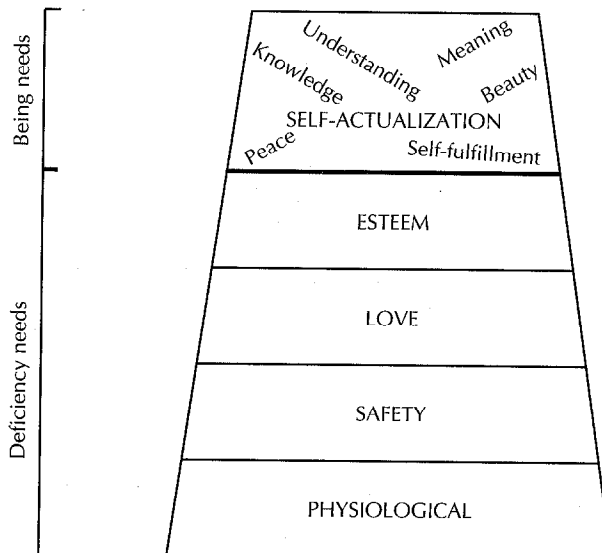 Being needs
Understanding
Meaning
Knowledge
Beauty
SELF-ACTUALIZATION
Peace
Self-fulfillment
Deficiency needs
ESTEEM
LOVE
SAFETY
PHYSIOLOGICAL